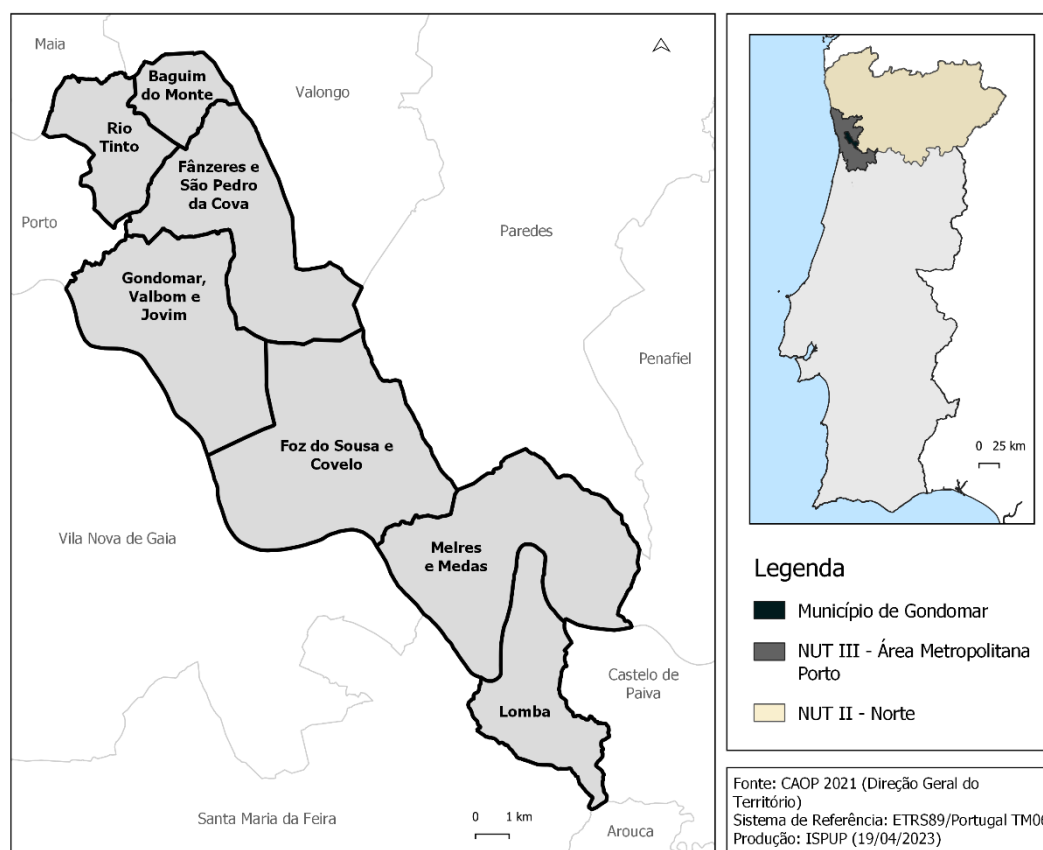 Maia
Baguim
do Monte
Valongo
Rio
Tinto
Fânzeres e
São Pedro
da Cova
Porto
Paredes
Gondomar,
Valbom e
Jovim
Penafiel
Foz do Sousa e
Covelo
Vila Nova de Gaia
Melres
e Medas
Castelo de
Paiva
Lomba
Santa Maria da Feira
0 1 km
Arouca
0 25 km
Legenda
Município de Gondomar
NUT III - Área Metropolitana
Porto
NUT II - Norte
Fonte: CAOP 2021 (Direção Geral do
Território)
Sistema de Referência: ETRS89/Portugal TM06
Produção: ISPUP (19/04/2023)